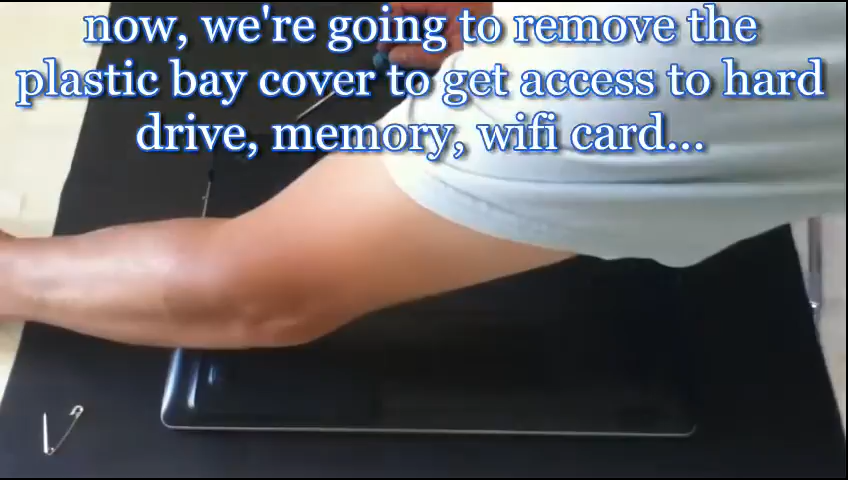 now, we're going to remove the
plastic bay cover to get access to hard
drive, memory, wifi card...